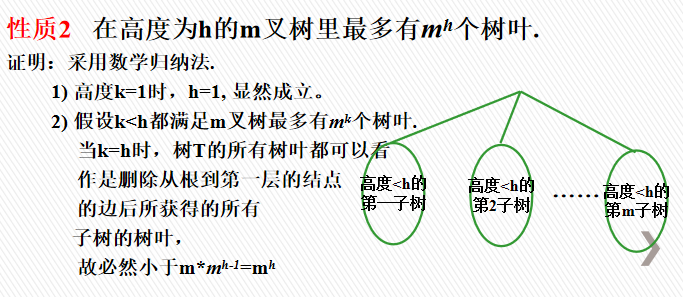 性质2 在高度为h的m叉树里最多有mʰ个树叶.
证明：采用数学归纳法.
1) 高度k=1时，h=1, 显然成立。
2) 假设k<h都满足m叉树最多有mᵏ个树叶.
当k=h时，树T的所有树叶都可以看
作是删除从根到第一层的结点
的边后所获得的所有
子树的树叶，
故必然小于m*mʰ⁻¹=mʰ
高度<h的
第一子树
高度<h的
第2子树
……
高度<h的
第m子树